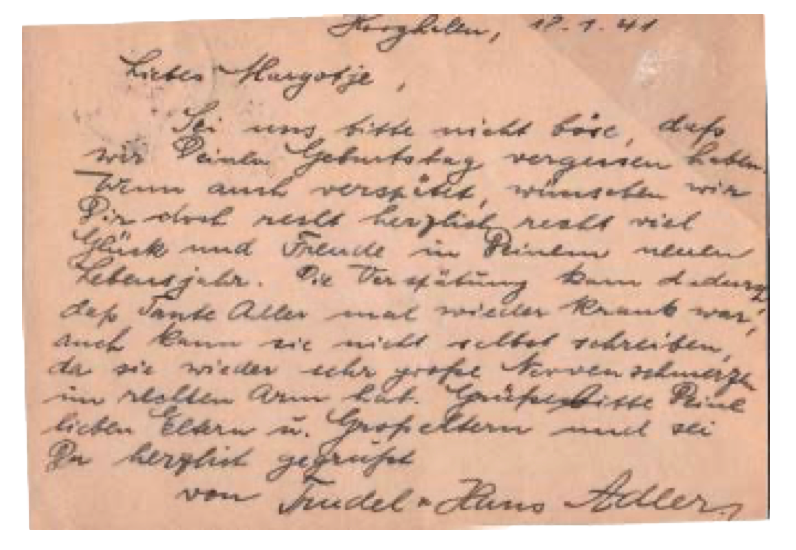 Hooghalen, 17.1.41
Liebes Margotje,
Sei uns bitte nicht böse, daß
wir Deinen Geburtstag vergessen haben.
Wenn auch verspätet, wünschen wir
Dir doch recht herzlich recht viel
Glück und Freude in Deinem neuen
Lebensjahr. Die Verspätung kam dadurch
daß Tante Adler mal wieder krank war,
auch kann sie nicht selbst schreiben,
da sie wieder sehr große Nervenschmerzen
im rechten Arm hat. Grüße bitte Deine
lieben Eltern u. Großeltern und sei
Du herzlich gegrüßt
von Trudel u Hans Adler